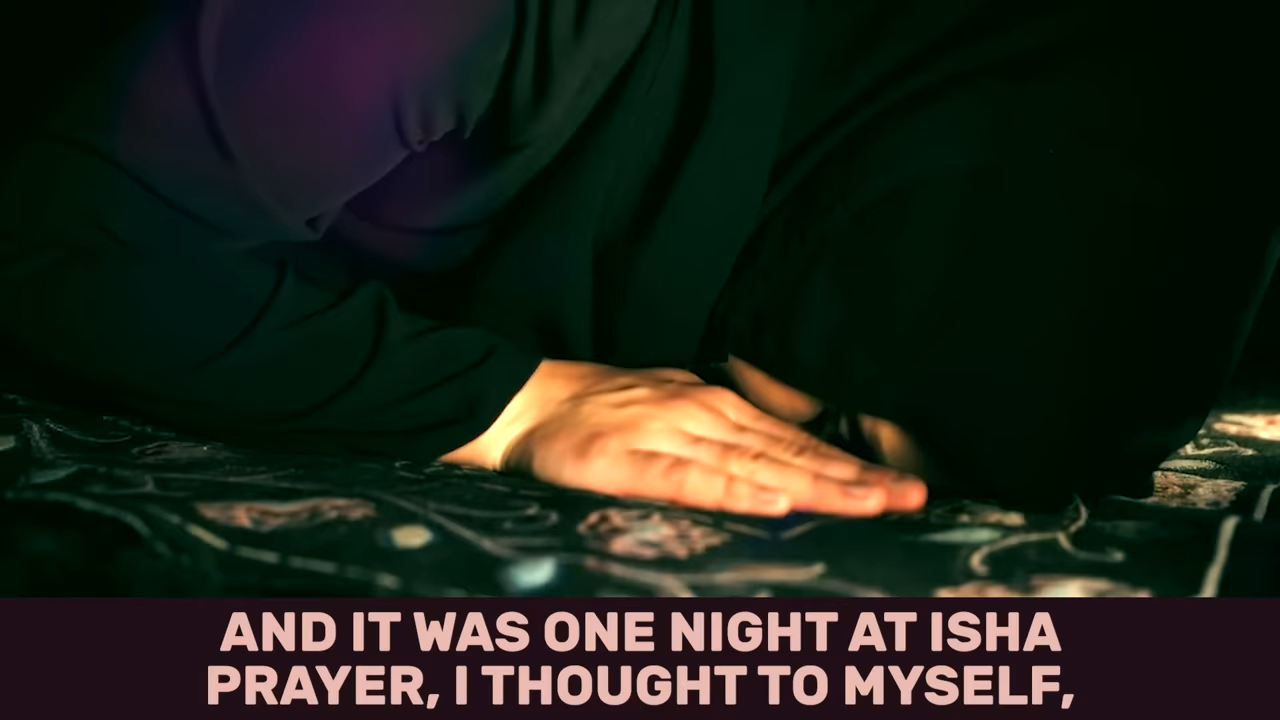 AND IT WAS ONE NIGHT AT ISHA
PRAYER, I THOUGHT TO MYSELF,